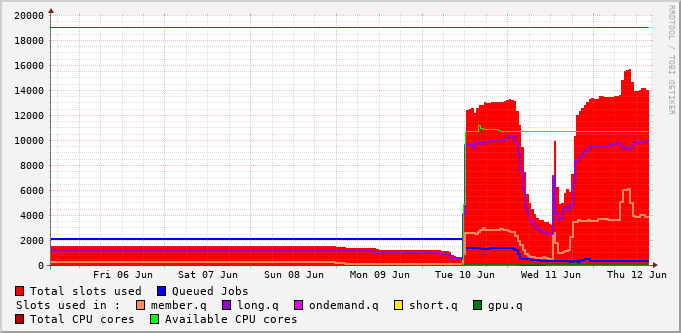 RRDTOOL / TOBI OETIKER
20000
18000
16000
14000
12000
10000
8000
6000
4000
2000
0
Fri 06 Jun Sat 07 Jun Sun 08 Jun Mon 09 Jun Tue 10 Jun Wed 11 Jun Thu 12 Jun
Total slots used Queued Jobs
Slots used in : member.q long.q ondemand.q short.q gpu.q
Total CPU cores Available CPU cores